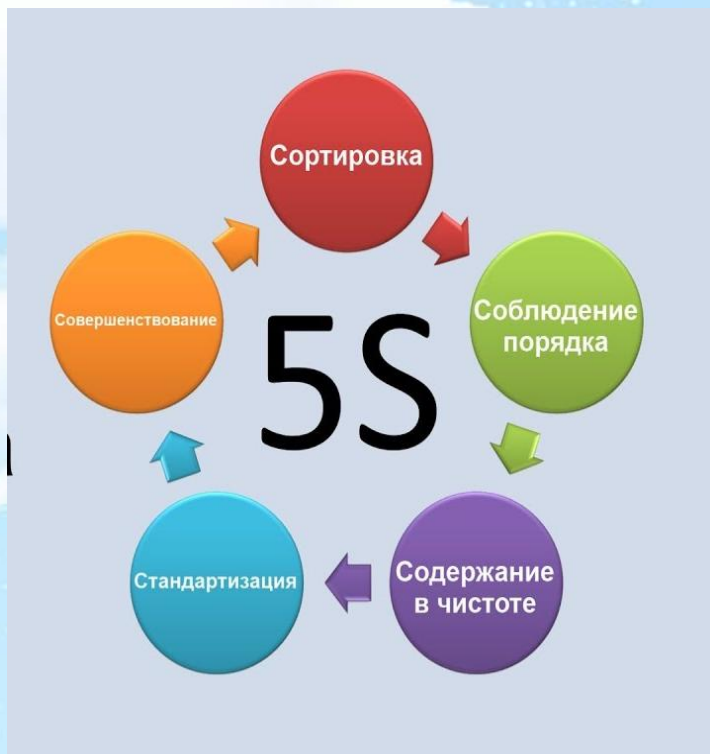 Сортировка
Соблюдение
порядка
Содержание
в чистоте
Стандартизация
Совершенствование
5S